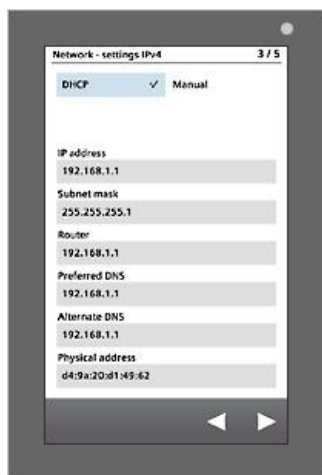 Network - settings IPv4 3 / 5
DHCP ✓ Manual
IP address
192.168.1.1
Subnet mask
255.255.255.1
Router
192.168.1.1
Preferred DNS
192.168.1.1
Alternate DNS
192.168.1.1
Physical address
d4:9a:20:d1:49:62